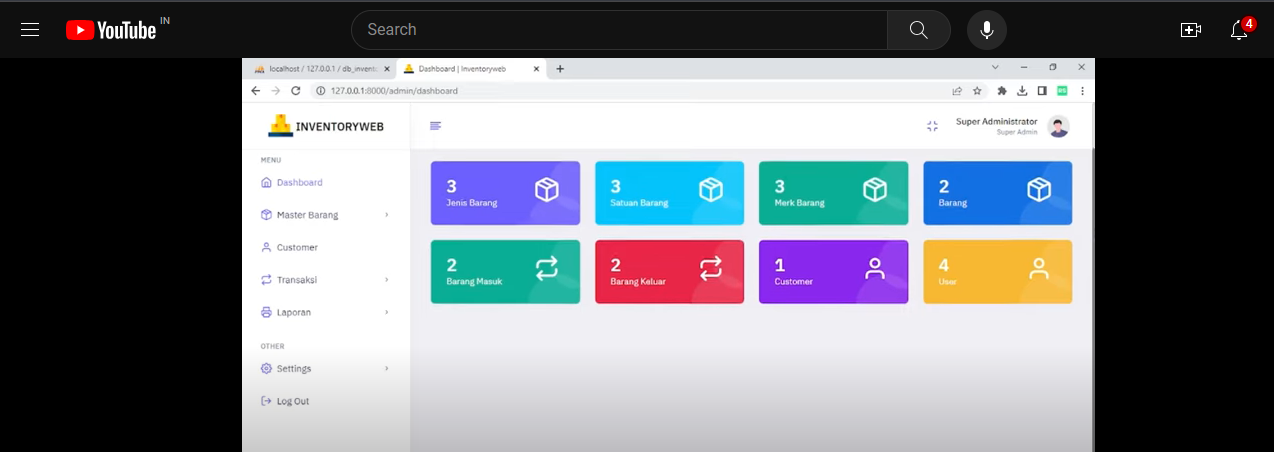 YouTube IN
Search
4
localhost / 127.0.0.1 / db_invent
Dashboard | Inventoryweb
127.0.0.1:8000/admin/dashboard
INVENTORYWEB
Super Administrator
Super Admin
MENU
Dashboard
Master Barang
Customer
Transaksi
Laporan
OTHER
Settings
Log Out
3
Jenis Barang
3
Satuan Barang
3
Merk Barang
2
Barang
2
Barang Masuk
2
Barang Keluar
1
Customer
4
User